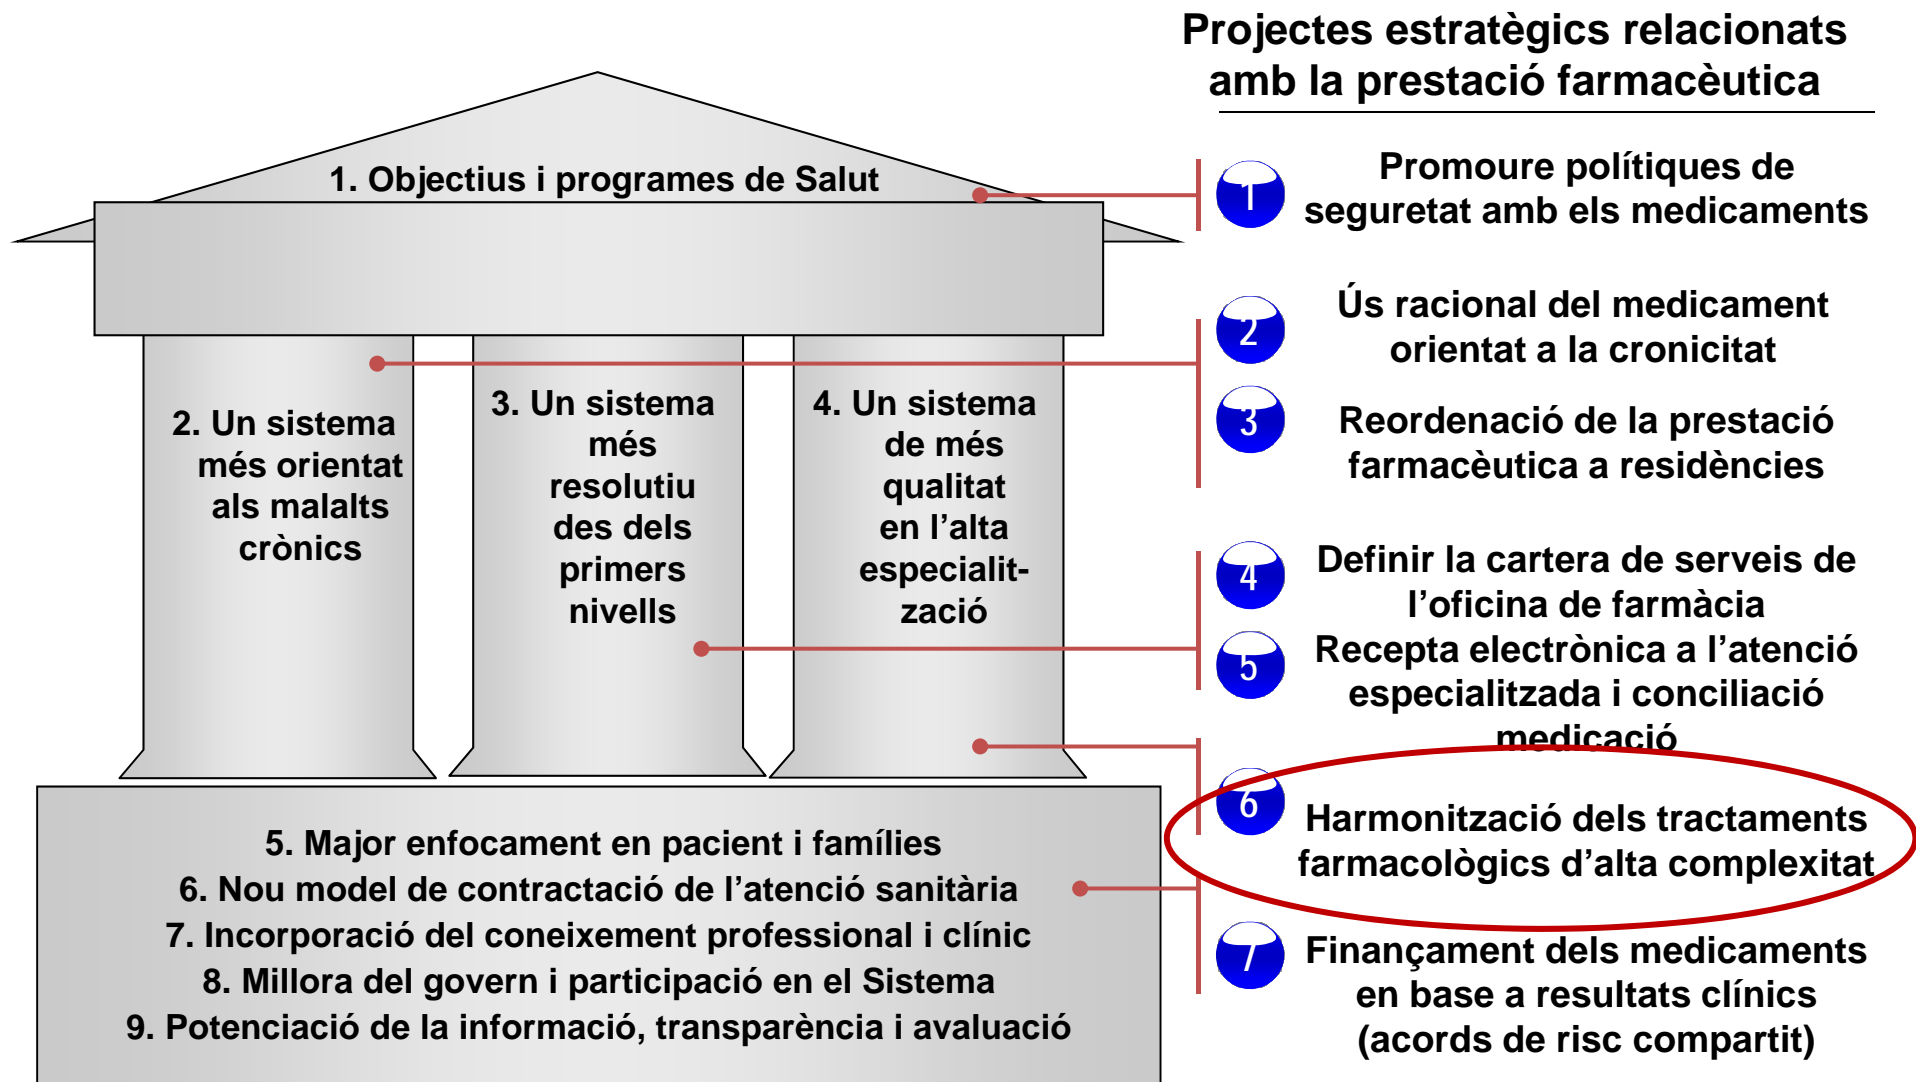 Projectes estratègics relacionats
amb la prestació farmacèutica
1. Objectius i programes de Salut
2. Un sistema
més orientat
als malalts
crònics
3. Un sistema
més
resolutiu
des dels
primers
nivells
4. Un sistema
de més
qualitat
en l’alta
especialit-
zació
5. Major enfocament en pacient i famílies
6. Nou model de contractació de l’atenció sanitària
7. Incorporació del coneixement professional i clínic
8. Millora del govern i participació en el Sistema
9. Potenciació de la informació, transparència i avaluació
1
Promoure polítiques de
seguretat amb els medicaments
2
Ús racional del medicament
orientat a la cronicitat
3
Reordenació de la prestació
farmacèutica a residències
4
Definir la cartera de serveis de
l’oficina de farmàcia
5
Recepta electrònica a l’atenció
especialitzada i conciliació
medicació
6
Harmonització dels tractaments
farmacològics d’alta complexitat
7
Finançament dels medicaments
en base a resultats clínics
(acords de risc compartit)